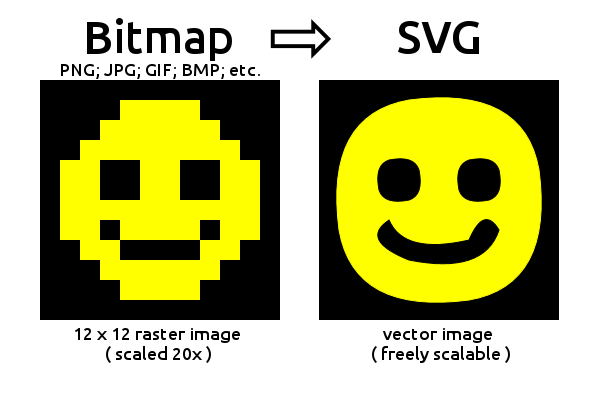 Bitmap ⇨ SVG
PNG; JPG; GIF; BMP; etc.
12 x 12 raster image
( scaled 20x )
vector image
( freely scalable )